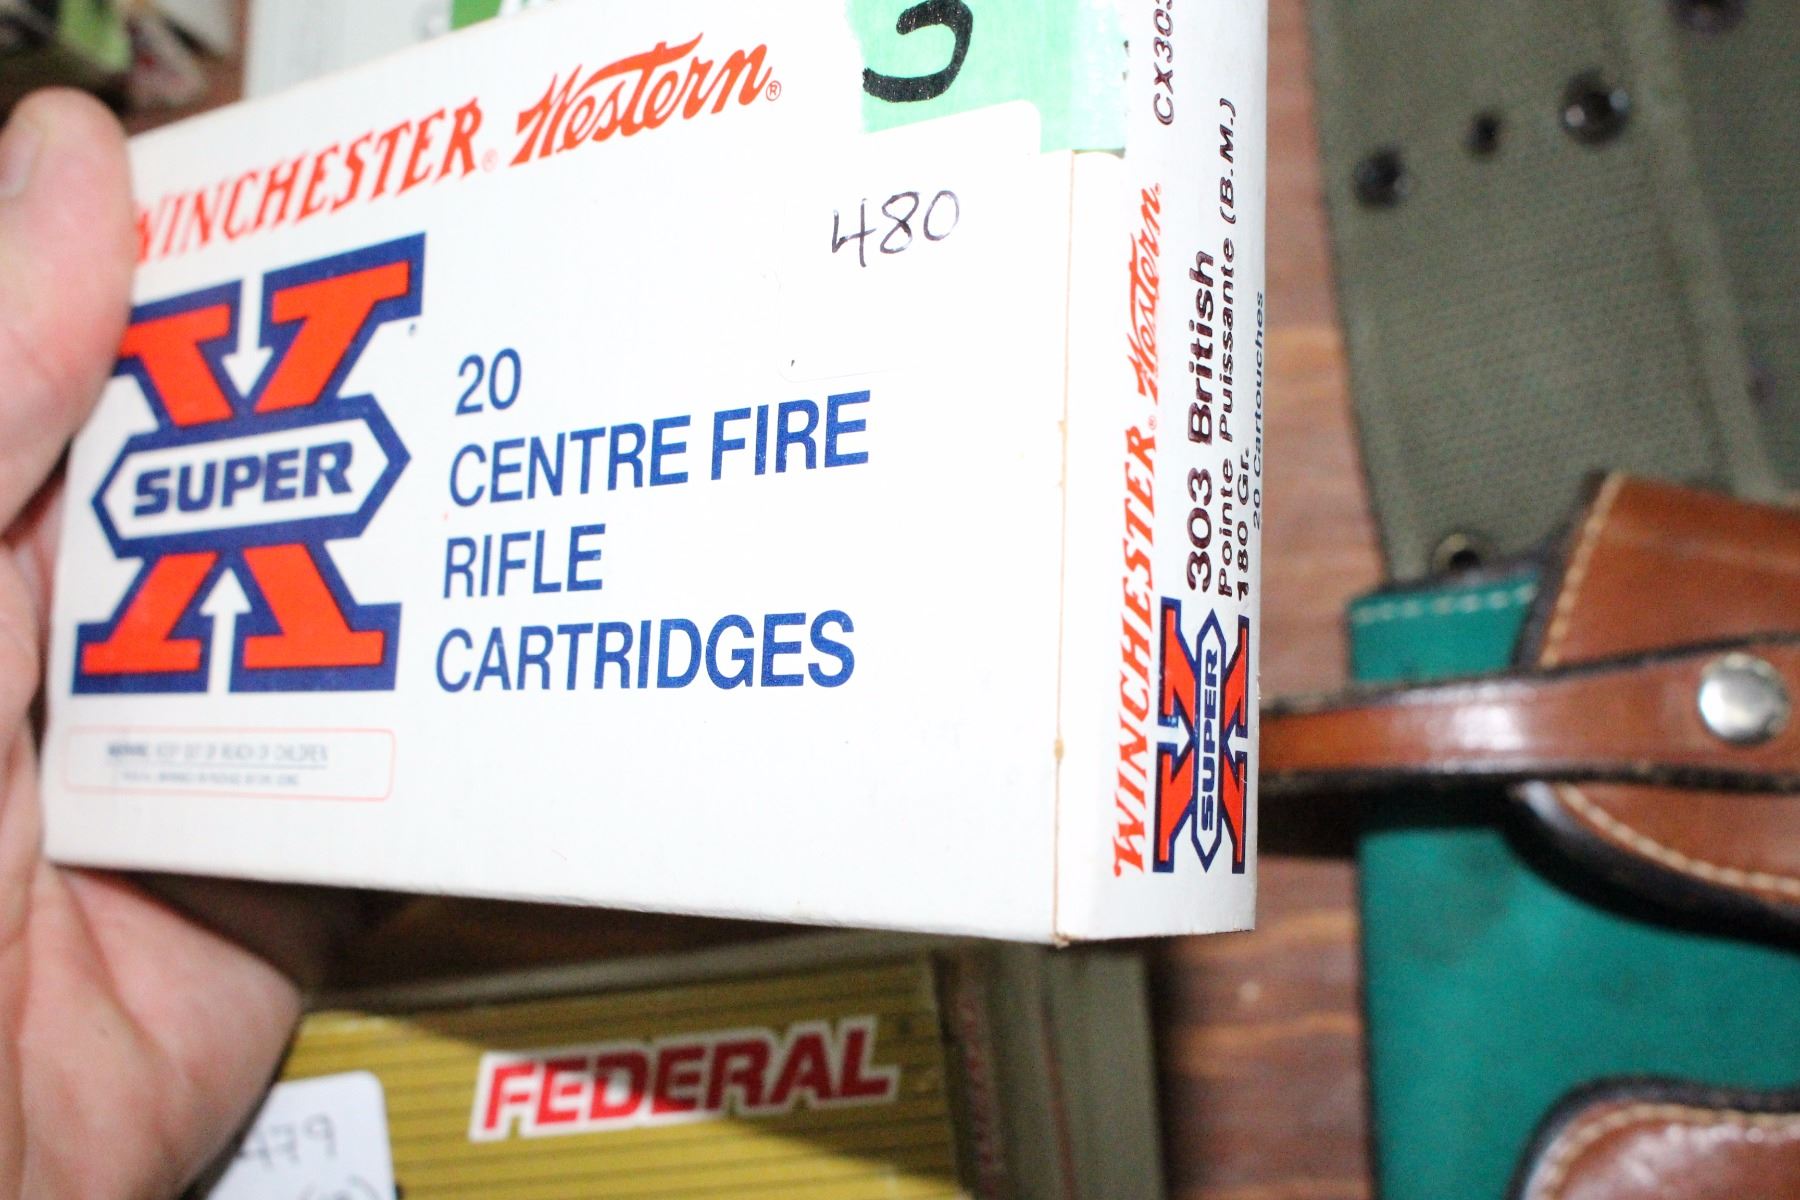 WINCHESTER® Western®
480
SUPER X
20
CENTRE FIRE
RIFLE
CARTRIDGES
WARNING: KEEP OUT OF REACH OF CHILDREN
WINCHESTER® Western®
SUPER X
CX303
303 British
Pointe Puissante (B.M.)
180 Gr.
20 Cartouches
FEDERAL
479